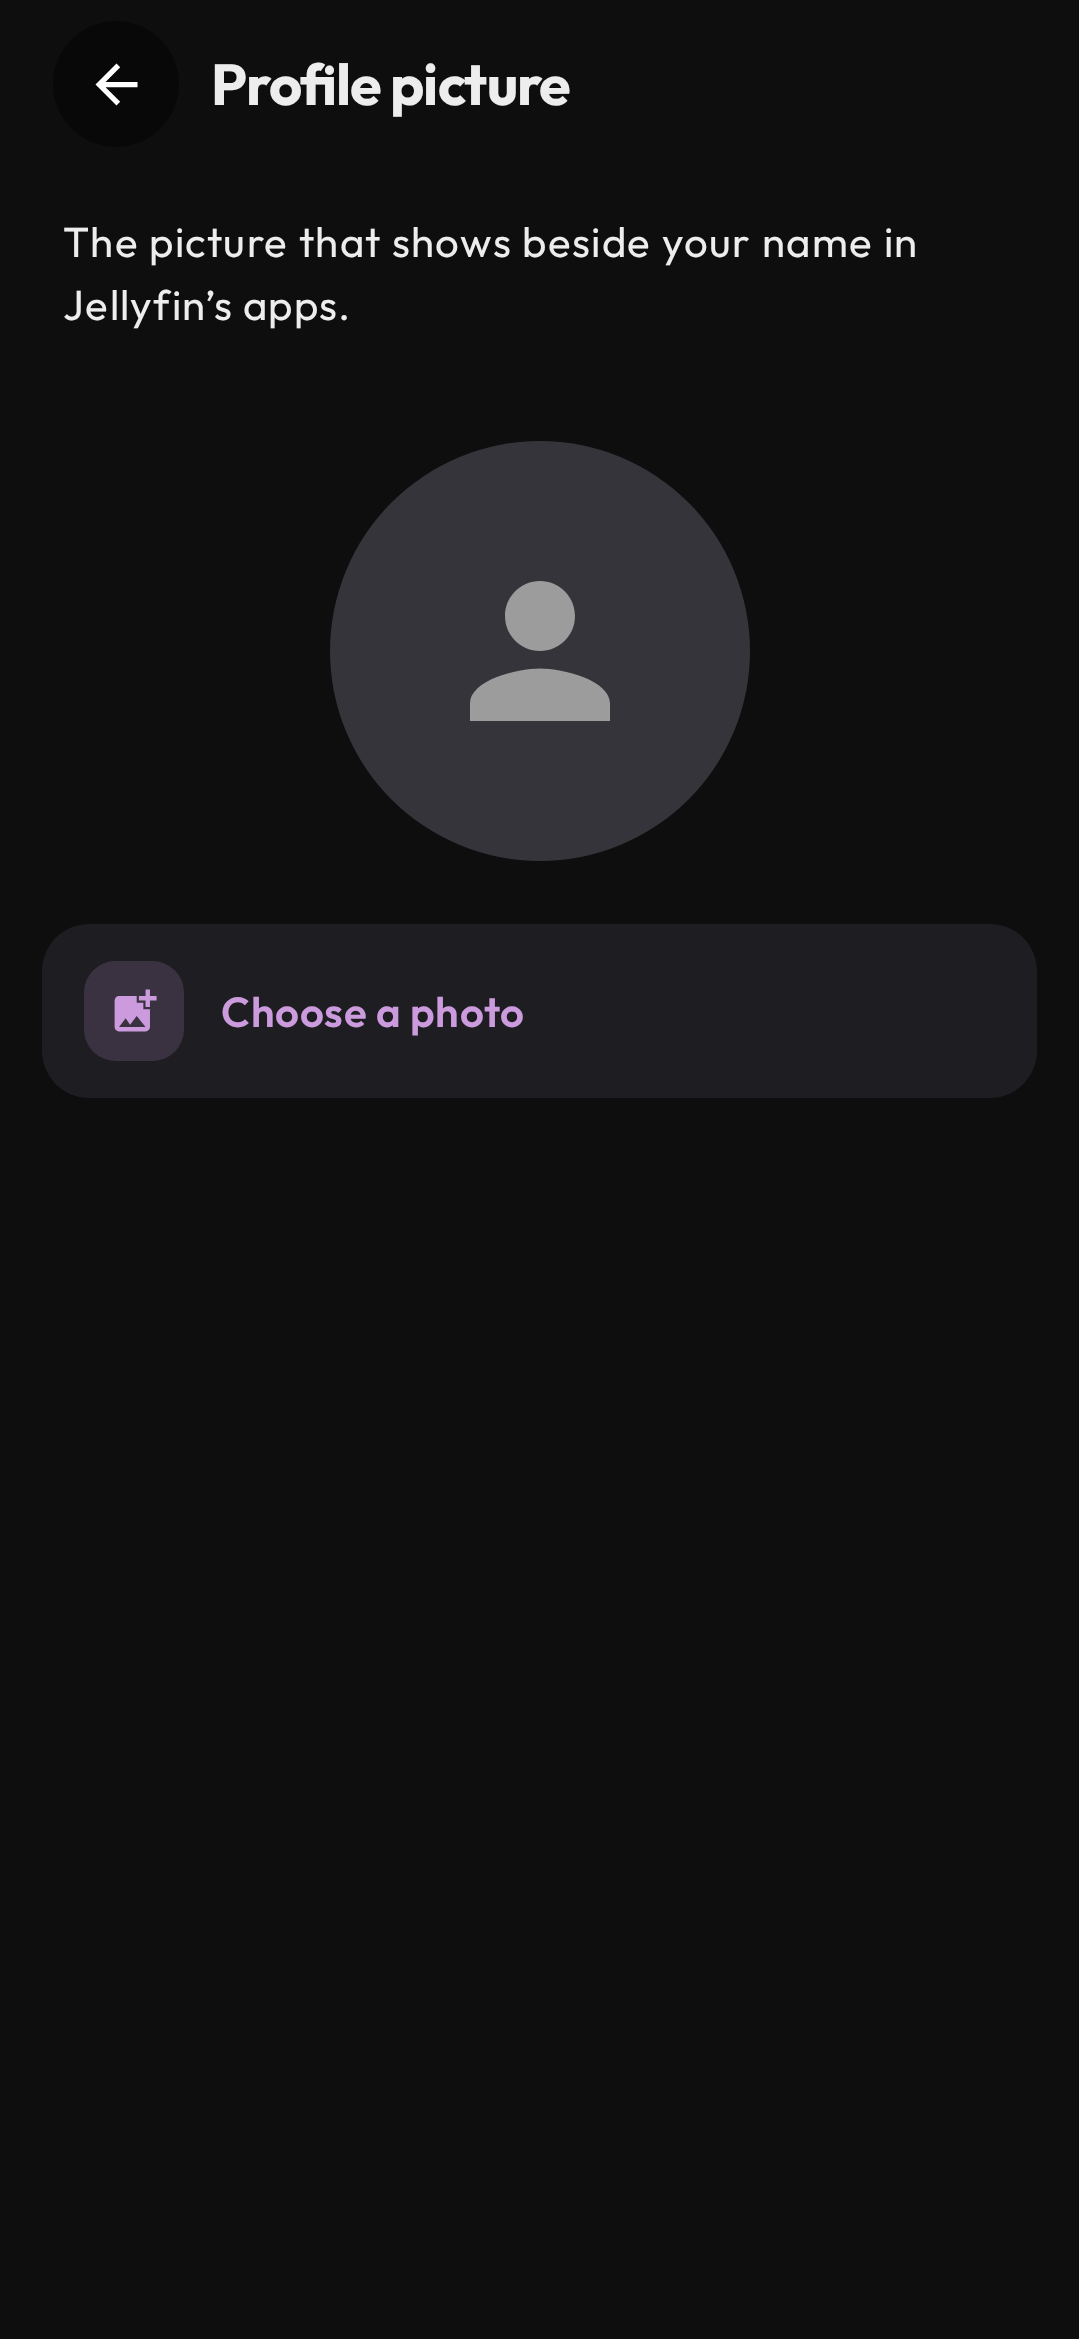 Profile picture
The picture that shows beside your name in
Jellyfin’s apps.
Choose a photo